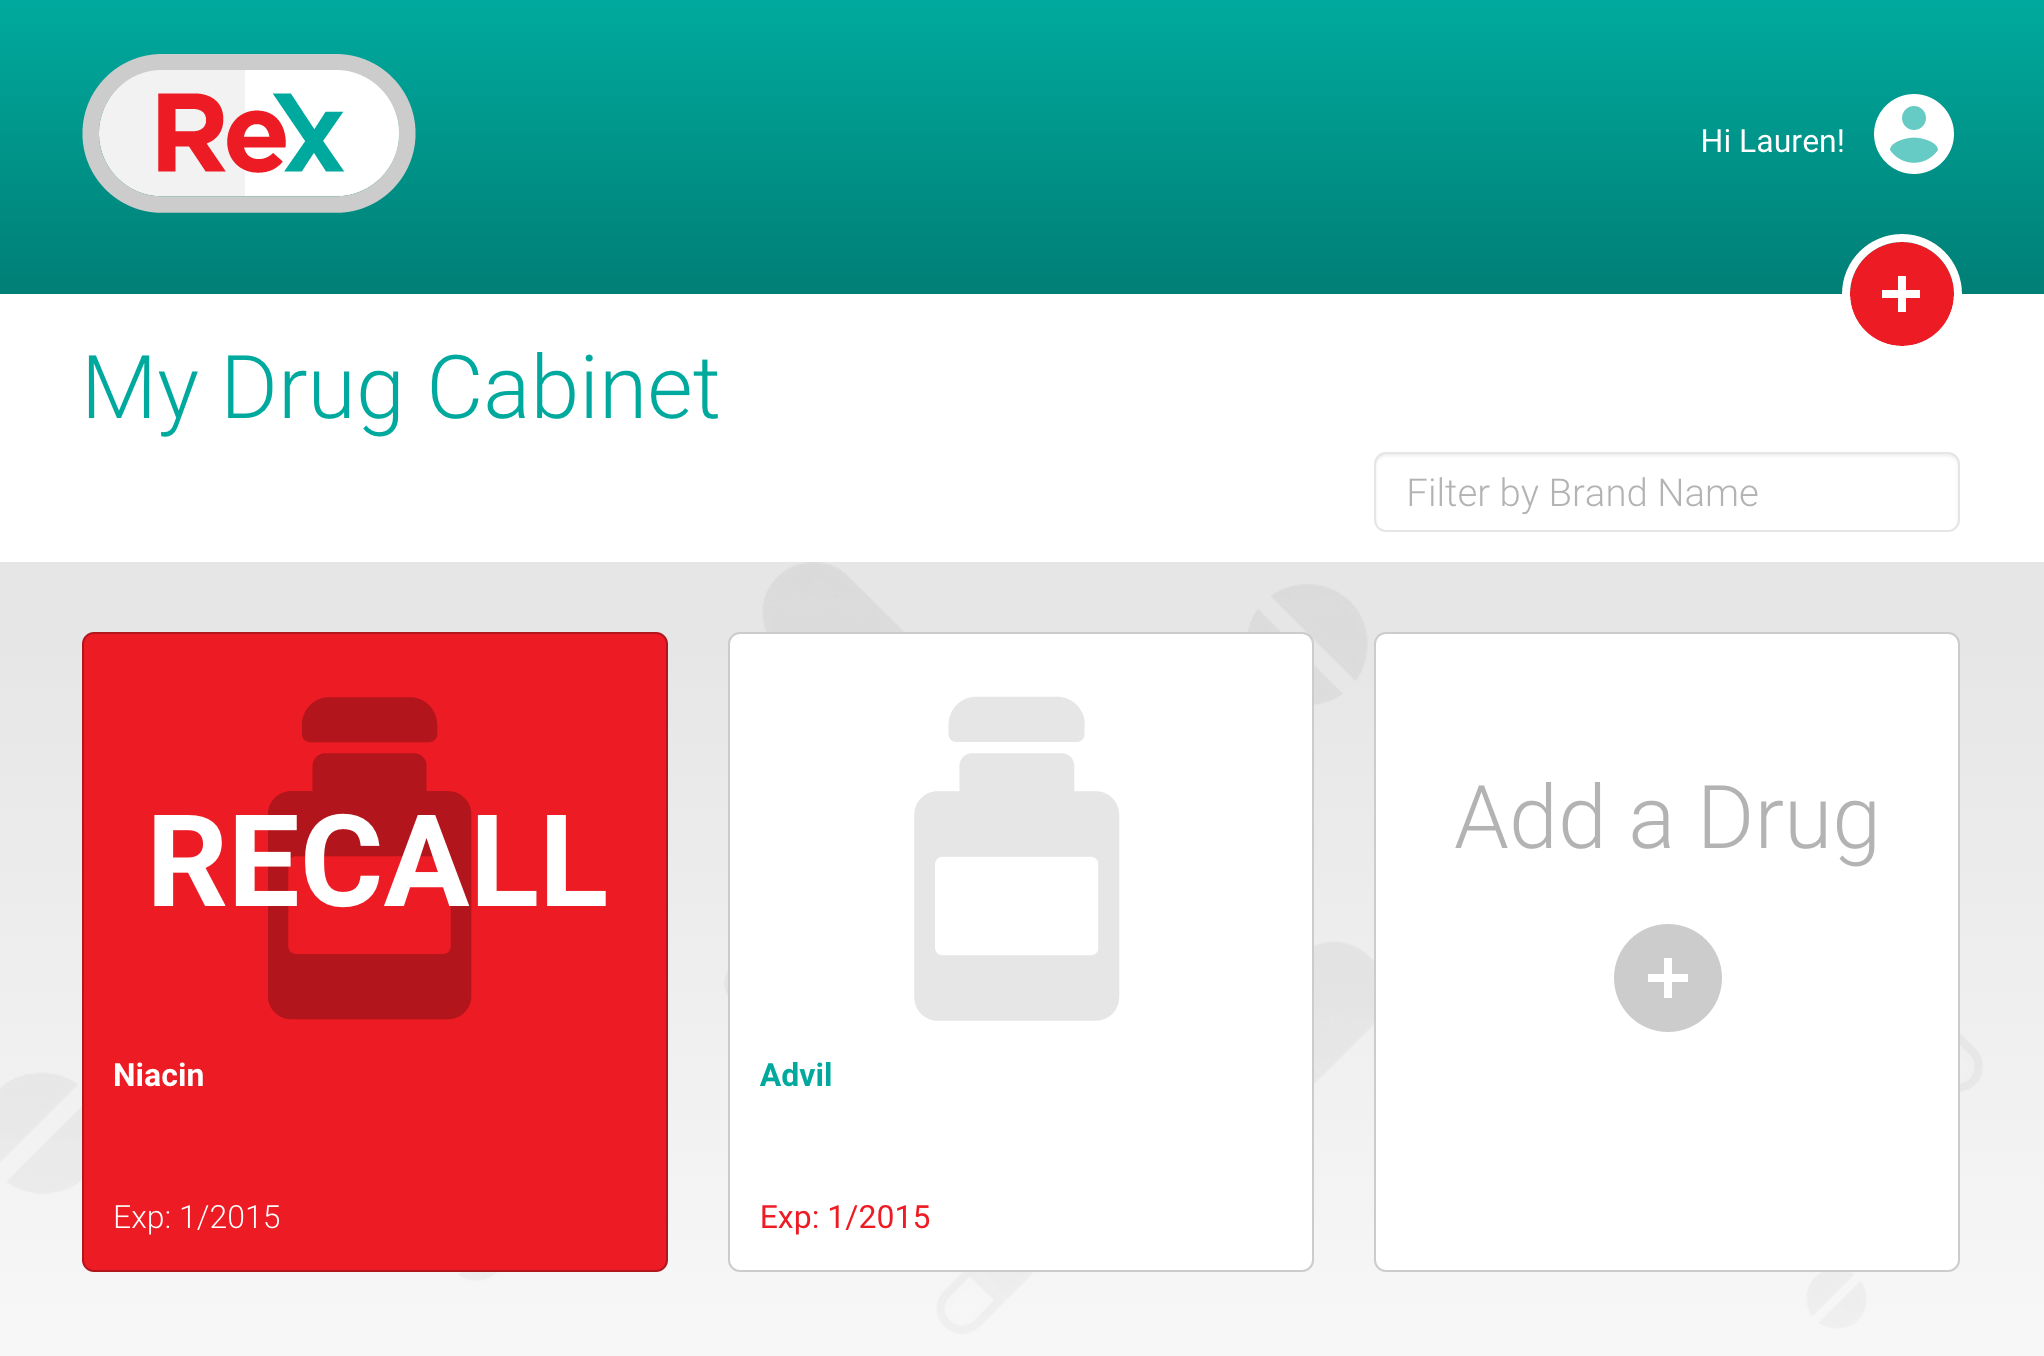 ReX
Hi Lauren!
My Drug Cabinet
Filter by Brand Name
RECALL
Niacin
Exp: 1/2015
Advil
Exp: 1/2015
Add a Drug